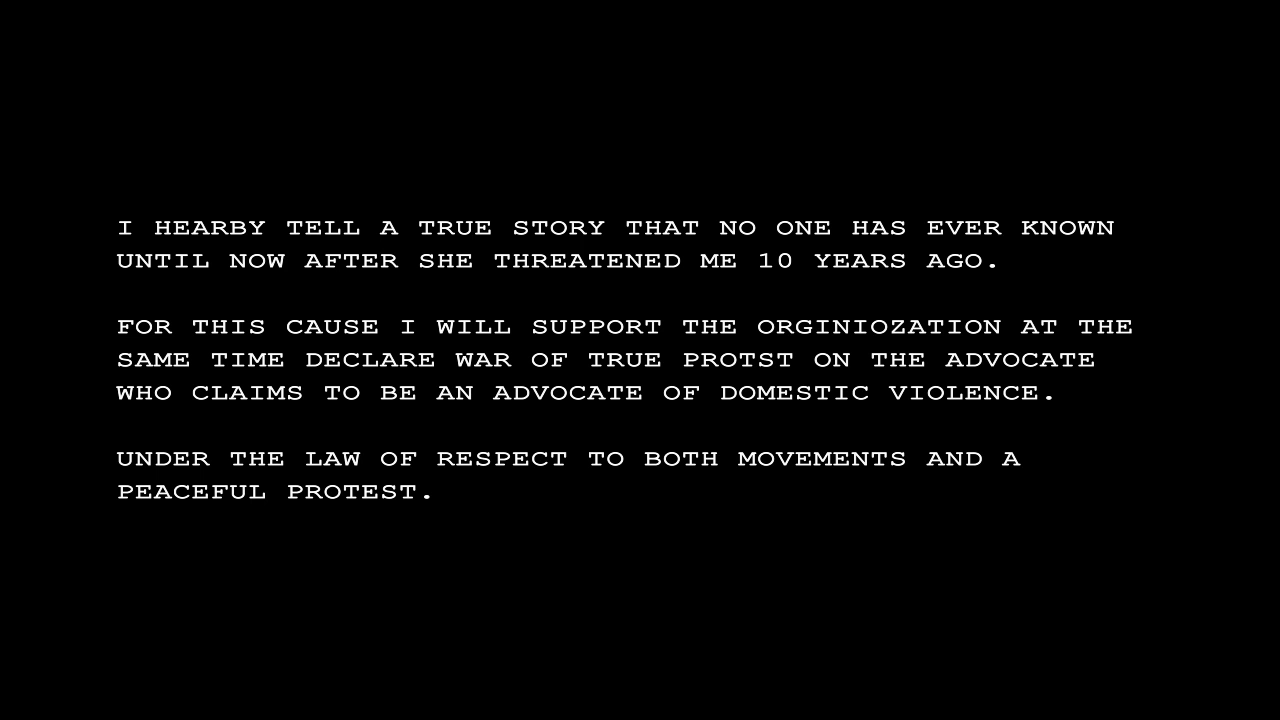 I HEARBY TELL A TRUE STORY THAT NO ONE HAS EVER KNOWN
UNTIL NOW AFTER SHE THREATENED ME 10 YEARS AGO.
FOR THIS CAUSE I WILL SUPPORT THE ORGINIOZATION AT THE
SAME TIME DECLARE WAR OF TRUE PROTST ON THE ADVOCATE
WHO CLAIMS TO BE AN ADVOCATE OF DOMESTIC VIOLENCE.
UNDER THE LAW OF RESPECT TO BOTH MOVEMENTS AND A
PEACEFUL PROTEST.